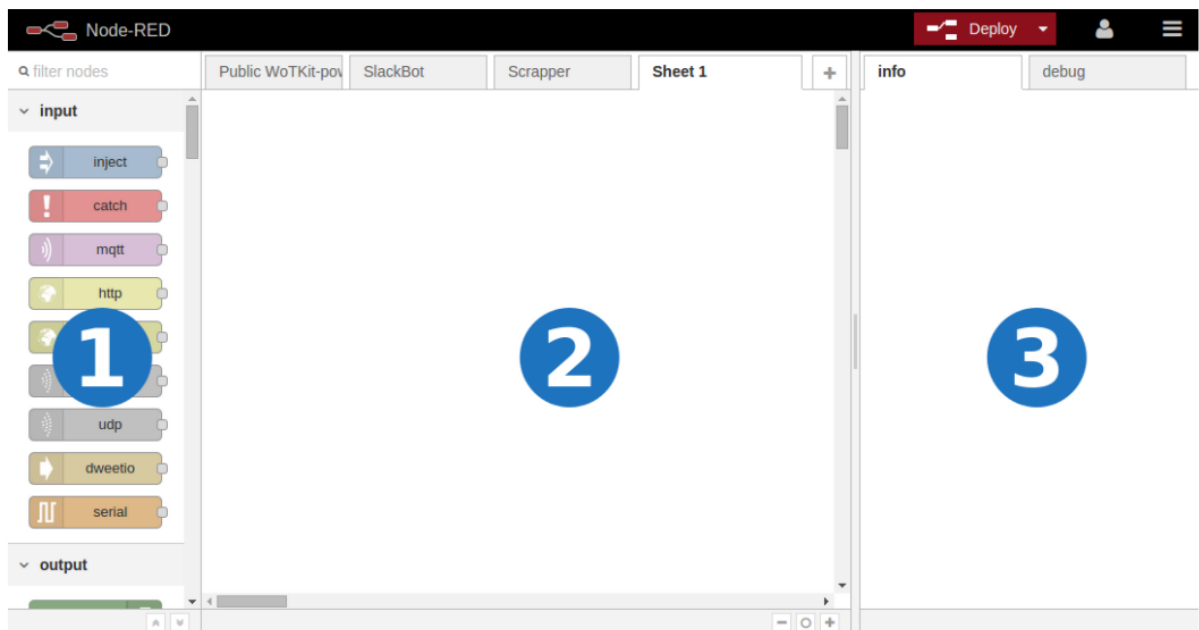 Node-RED
Deploy
filter nodes
Public WoTKit-pov
SlackBot
Scrapper
Sheet 1
info
debug
input
inject
catch
mqtt
http
udp
dweetio
serial
output
1
2
3